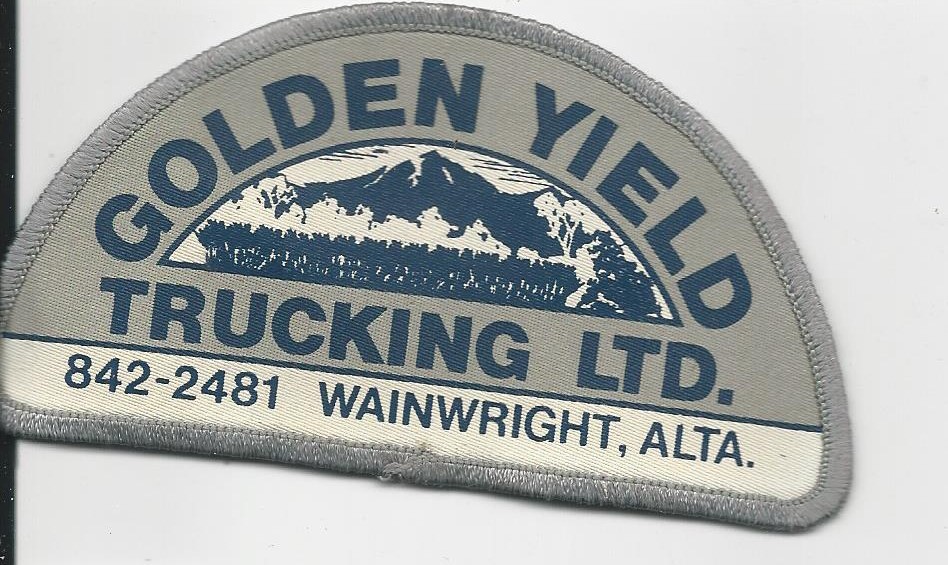 GOLDEN YIELD
TRUCKING LTD.
842-2481 WAINWRIGHT, ALTA.